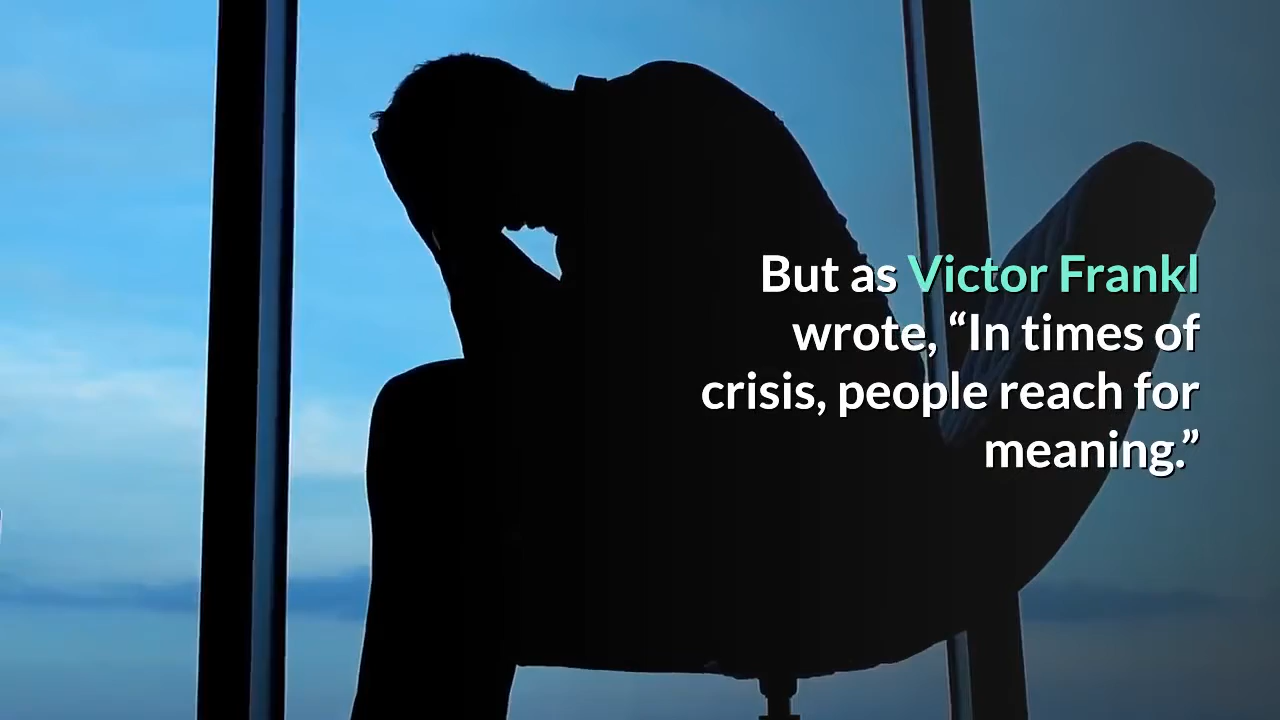 But as Victor Frankl
wrote, “In times of
crisis, people reach for
meaning.”